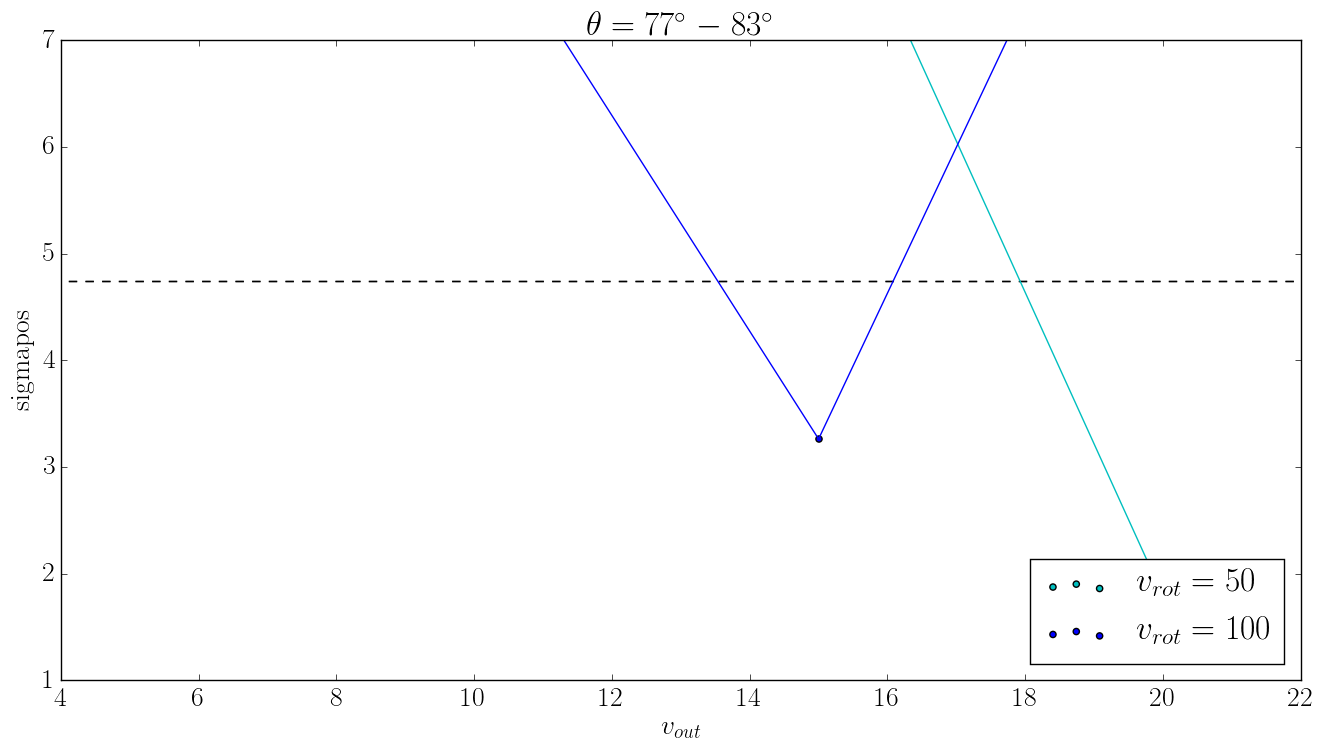 θ = 77° − 83°
7
6
5
4
3
2
1
sigmapos
4 6 8 10 12 14 16 18 20 22
v_out
v_rot = 50
v_rot = 100